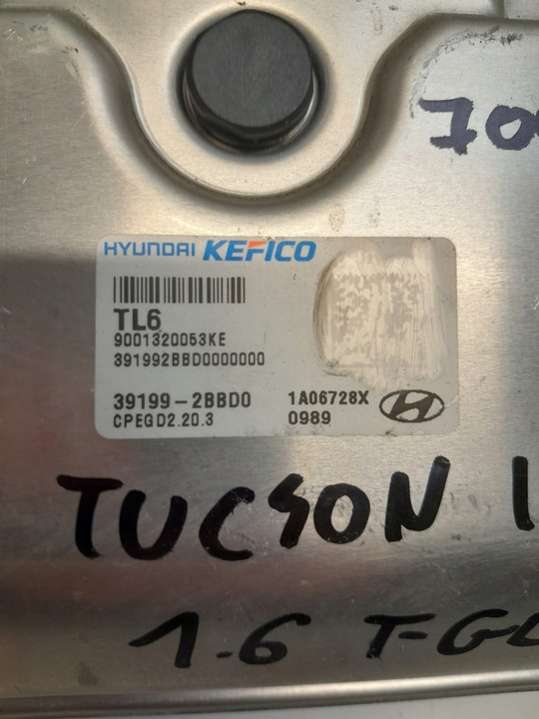 70
HYUNDAI KEFICO
TL6
9001320053KE
391992BBD0000000
39199-2BBD0 1A06728X
CPEGD2.20.3 0989
TUCSON
1.6 T-G